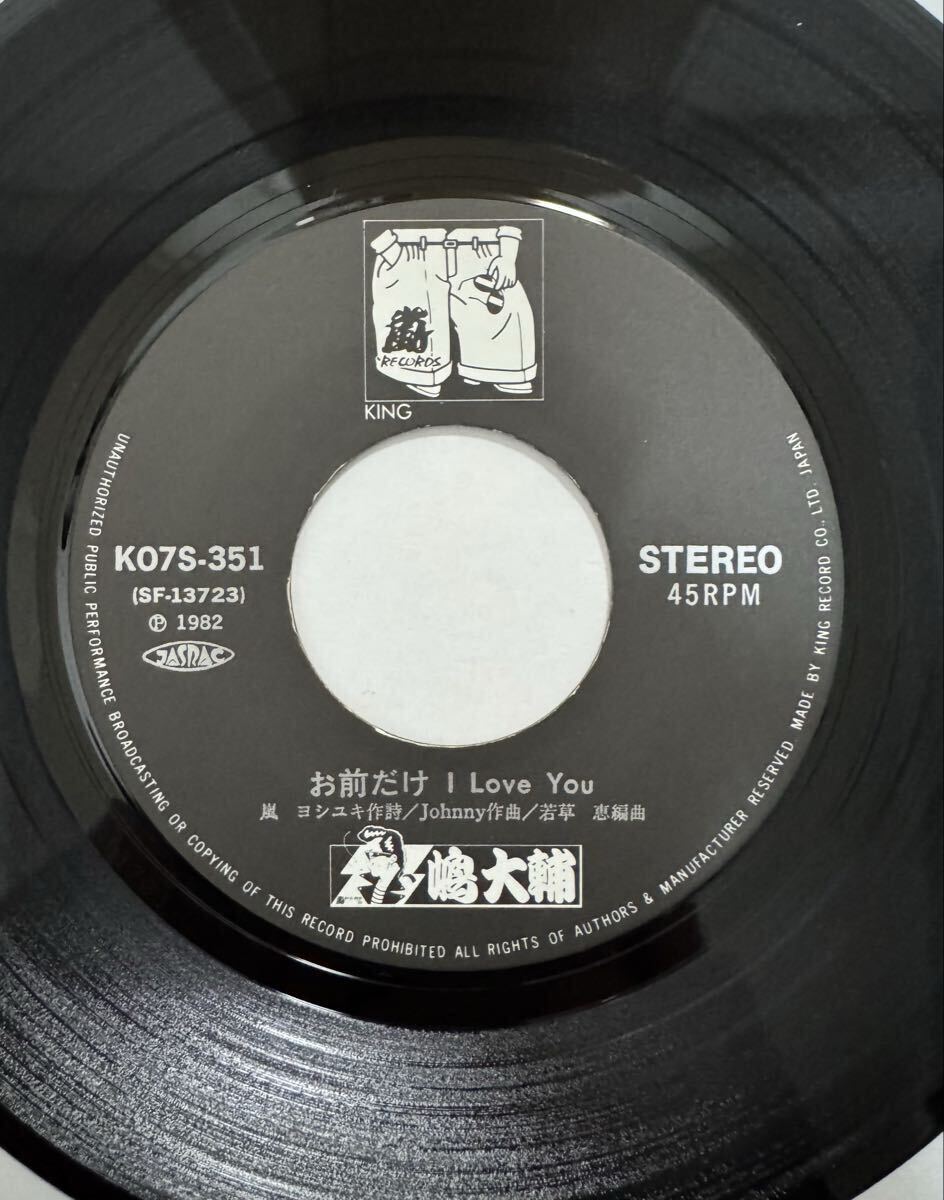 嵐
RECORDS
KING
K07S-351
(SF-13723)
Ⓟ 1982
JASRAC
STEREO
45RPM
お前だけ I Love You
嵐 ヨシユキ作詩/Johnny作曲/若草 恵編曲
嶋大輔
UNAUTHORIZED PUBLIC PERFORMANCE BROADCASTING OR COPYING OF THIS RECORD PROHIBITED ALL RIGHTS OF AUTHORS & MANUFACTURER RESERVED. MADE BY KING RECORD CO., LTD. JAPAN